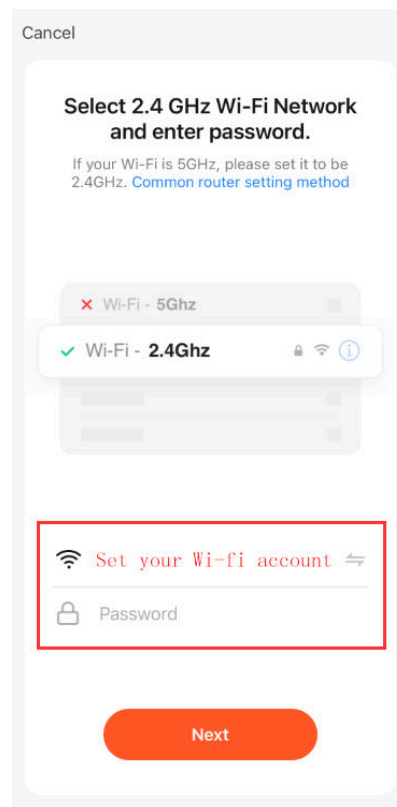 Cancel
Select 2.4 GHz Wi-Fi Network
and enter password.
If your Wi-Fi is 5GHz, please set it to be
2.4GHz. Common router setting method
Wi-Fi - 5Ghz
Wi-Fi - 2.4Ghz
Set your Wi-fi account
Password
Next